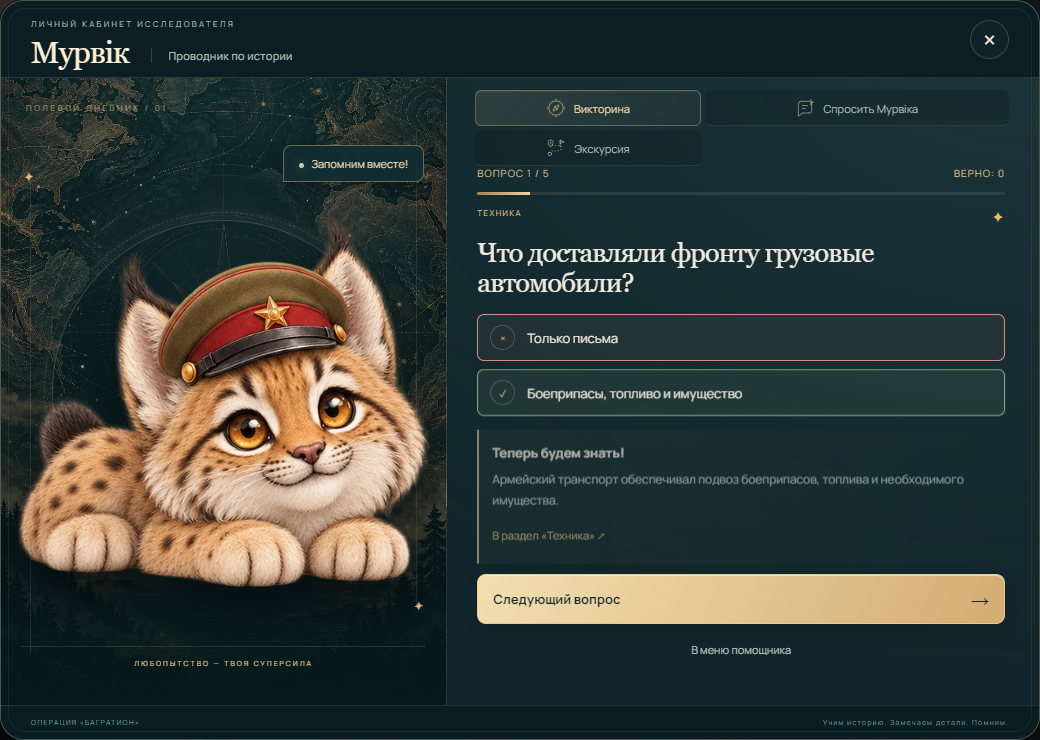 ЛИЧНЫЙ КАБИНЕТ ИССЛЕДОВАТЕЛЯ
Мурвік
Проводник по истории
ПОЛЕВОЙ ДНЕВНИК / 01
Запомним вместе!
ЛЮБОПЫТСТВО — ТВОЯ СУПЕРСИЛА
Викторина
Спросить Мурвіка
Экскурсия
ВОПРОС 1 / 5
ВЕРНО: 0
ТЕХНИКА
Что доставляли фронту грузовые
автомобили?
Только письма
Боеприпасы, топливо и имущество
Теперь будем знать!
Армейский транспорт обеспечивал подвоз боеприпасов, топлива и необходимого
имущества.
В раздел «Техника» ↗
Следующий вопрос →
В меню помощника
ОПЕРАЦИЯ «БАГРАТИОН»
Учим историю. Замечаем детали. Помним.